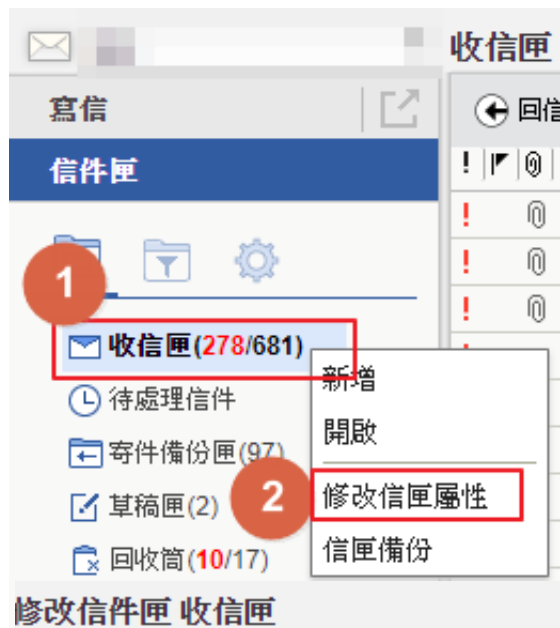 收信匣
寫信
回信
信件匣
1
收信匣(278/681)
新增
待處理信件
開啟
寄件備份匣(97)
2
修改信匣屬性
草稿匣(2)
信匣備份
回收筒(10/17)
修改信件匣 收信匣